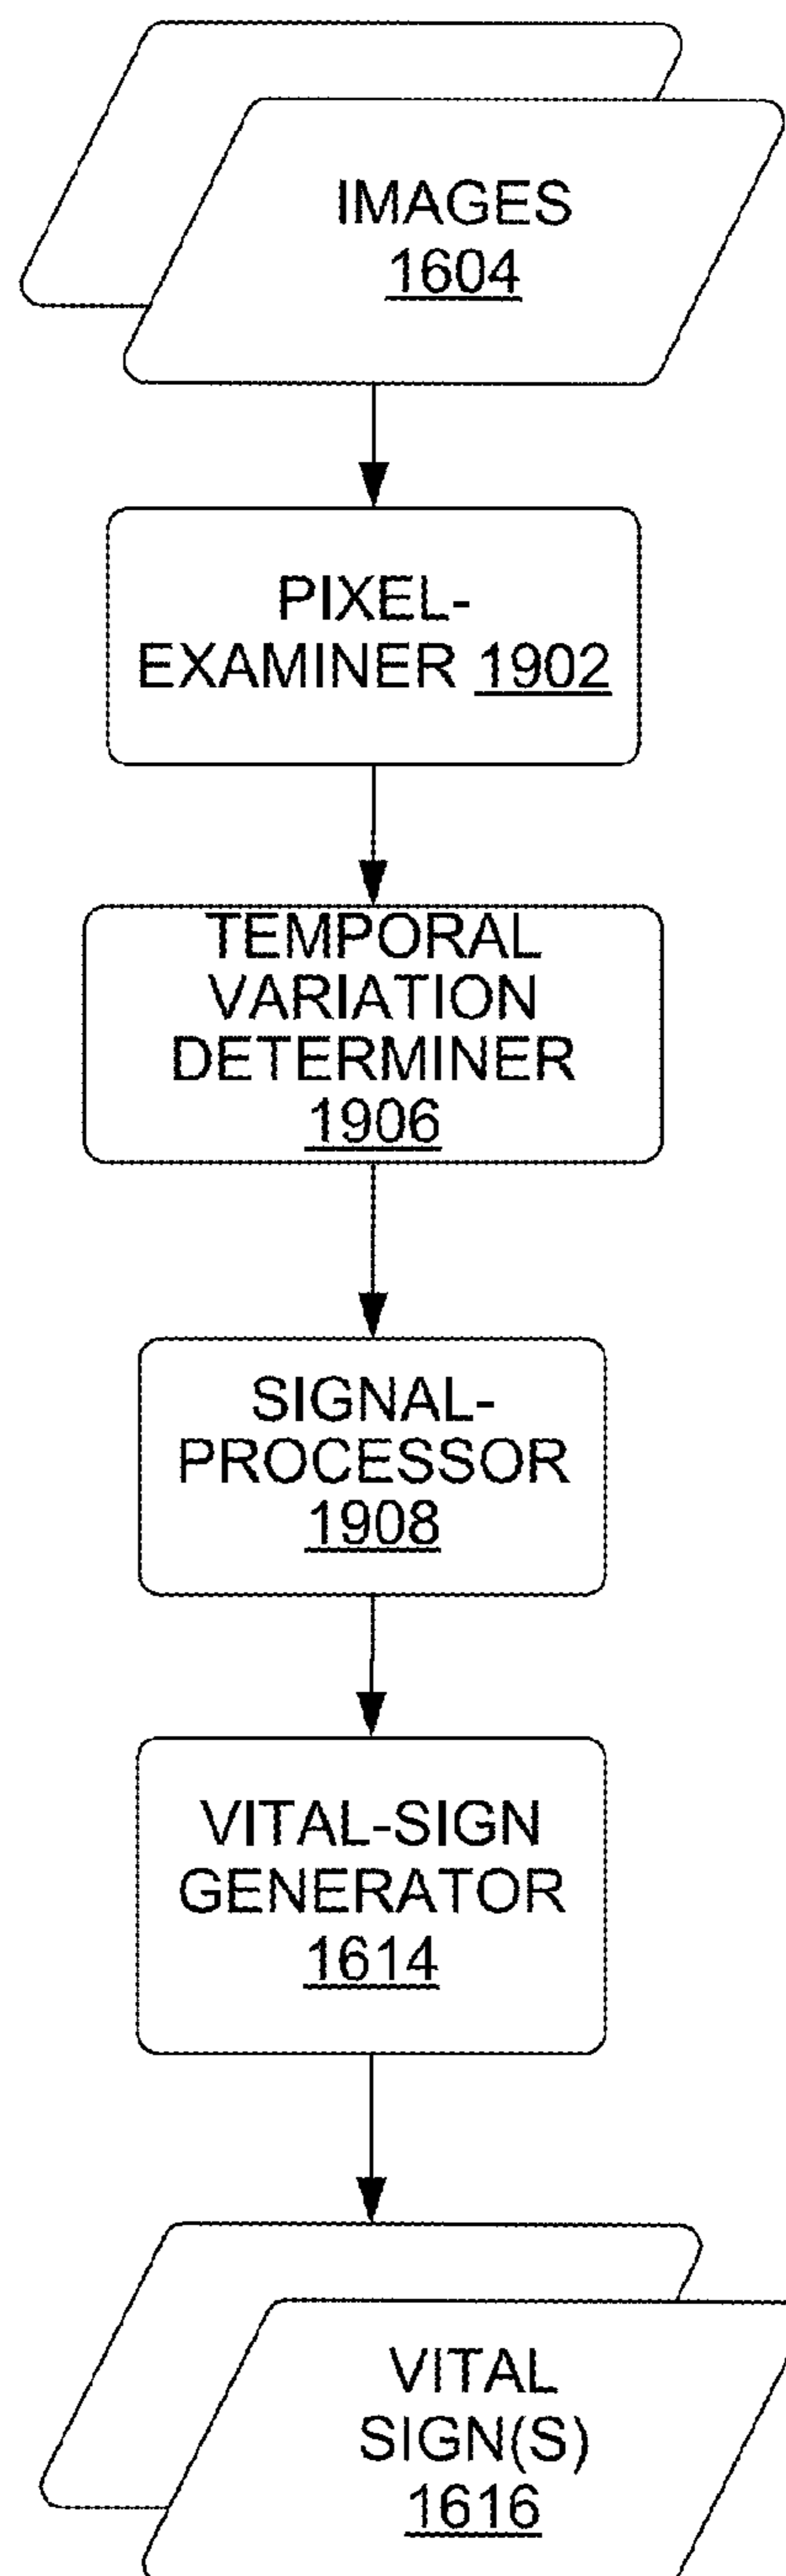 IMAGES
1604
PIXEL-
EXAMINER 1902
TEMPORAL
VARIATION
DETERMINER
1906
SIGNAL-
PROCESSOR
1908
VITAL-SIGN
GENERATOR
1614
VITAL
SIGN(S)
1616